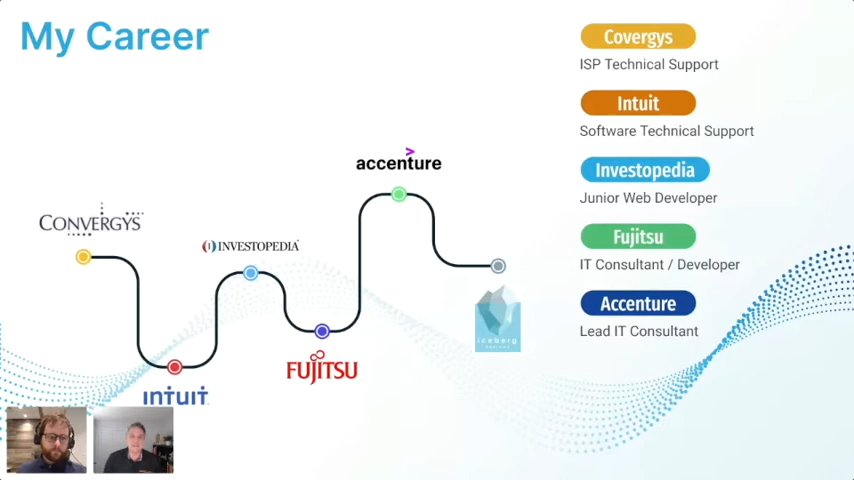 My Career
Covergys
ISP Technical Support
Intuit
Software Technical Support
Investopedia
Junior Web Developer
Fujitsu
IT Consultant / Developer
Accenture
Lead IT Consultant
accenture
CONVERGYS
INVESTOPEDIA
iceberg
FUJITSU
intuit